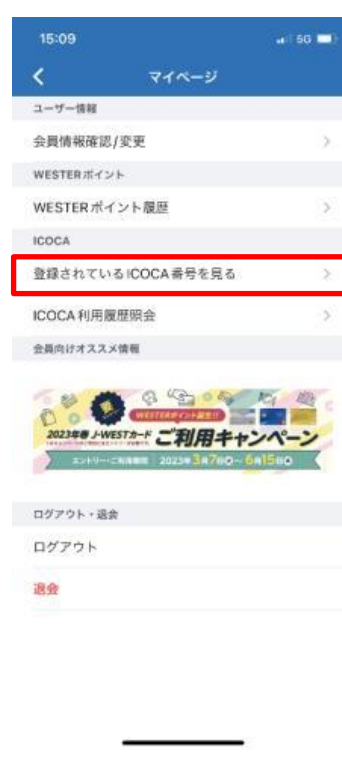 15:09
5G
マイページ
ユーザー情報
会員情報確認/変更
WESTERポイント
WESTERポイント履歴
ICOCA
登録されているICOCA番号を見る
ICOCA利用履歴照会
会員向けオススメ情報
WESTERポイント誕生!!
2023年春 J-WESTカード ご利用キャンペーン
エントリー・ご利用期間 2023年3月7日㊋～6月15日㊍
ログアウト・退会
ログアウト
退会